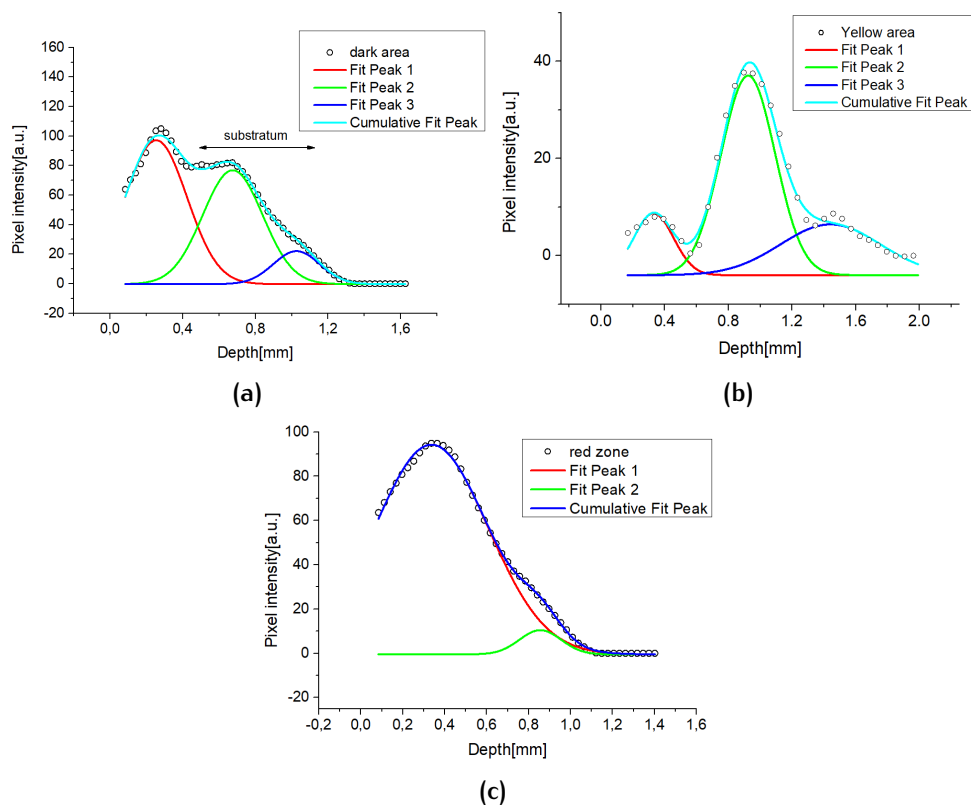 160
140
120
100
80
60
40
20
0
-20
0,0 0,4 0,8 1,2 1,6
Pixel intensity[a.u.]
Depth[mm]
dark area
Fit Peak 1
Fit Peak 2
Fit Peak 3
Cumulative Fit Peak
substratum
(a)
40
20
0
0.0 0.4 0.8 1.2 1.6 2.0
Pixel intensity[a.u.]
Depth[mm]
Yellow area
Fit Peak 1
Fit Peak 2
Fit Peak 3
Cumulative Fit Peak
(b)
100
80
60
40
20
0
-20
-0,2 0,0 0,2 0,4 0,6 0,8 1,0 1,2 1,4 1,6
Pixel intensity[a.u.]
Depth[mm]
red zone
Fit Peak 1
Fit Peak 2
Cumulative Fit Peak
(c)